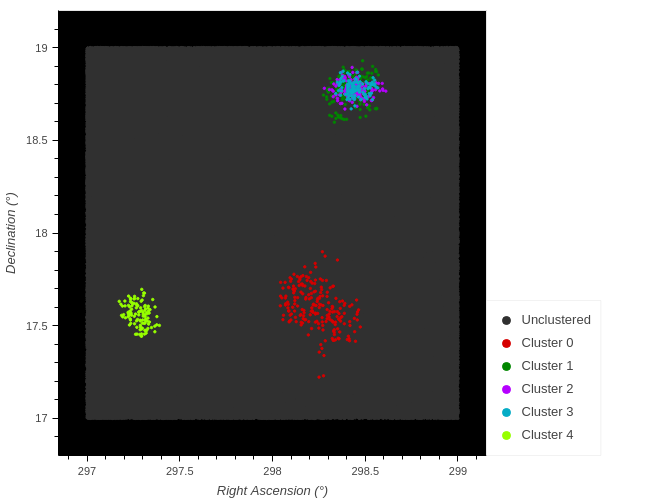 19
18.5
18
17.5
17
Declination (°)
297
297.5
298
298.5
299
Right Ascension (°)
Unclustered
Cluster 0
Cluster 1
Cluster 2
Cluster 3
Cluster 4